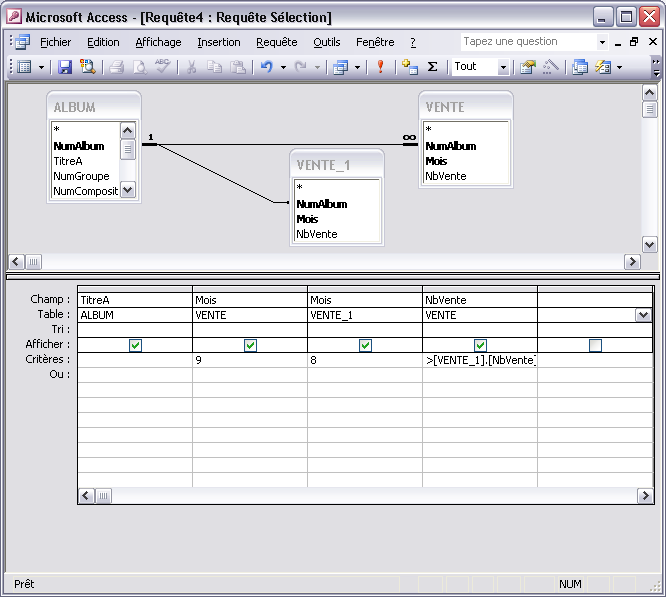 Microsoft Access - [Requête4 : Requête Sélection]
Fichier Edition Affichage Insertion Requête Outils Fenêtre ? Tapez une question
ABC Σ Tout
ALBUM
*
NumAlbum
TitreA
NumGroupe
NumComposit
1
∞
VENTE
*
NumAlbum
Mois
NbVente
VENTE_1
*
NumAlbum
Mois
NbVente
Champ : TitreA Mois Mois NbVente
Table : ALBUM VENTE VENTE_1 VENTE
Tri :
Afficher :
Critères : 9 8 >[VENTE_1].[NbVente]
Ou :
Prêt NUM